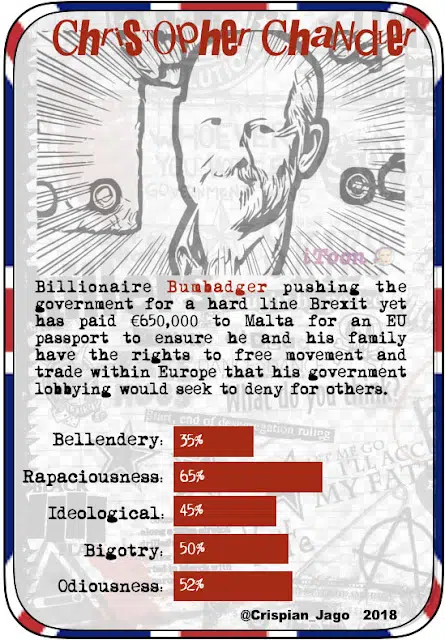 Christopher Chandler
iToon
Billionaire Bumbadger pushing the
government for a hard line Brexit yet
has paid €650,000 to Malta for an EU
passport to ensure he and his family
have the rights to free movement and
trade within Europe that his government
lobbying would seek to deny for others.
Bellendery: 35%
Rapaciousness: 65%
Ideological: 45%
Bigotry: 50%
Odiousness: 52%
@Crispian_Jago 2018